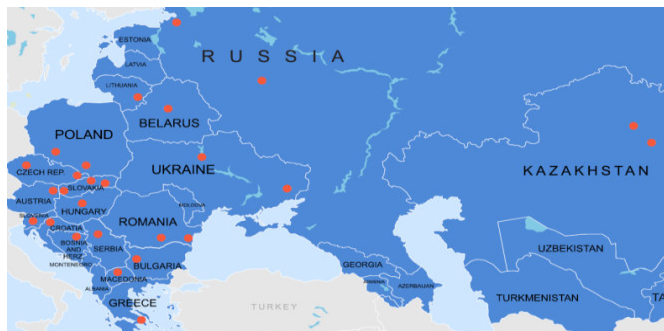 ESTONIA
RUSSIA
LATVIA
LITHUANIA
BELARUS
POLAND
UKRAINE
CZECH REP.
SLOVAKIA
KAZAKHSTAN
AUSTRIA
HUNGARY
MOLDOVA
SLOVENIA
ROMANIA
CROATIA
BOSNIA
AND
HERZ.
SERBIA
UZBEKISTAN
MONTENEGRO
BULGARIA
GEORGIA
MACEDONIA
ARMENIA
AZERBAIJAN
ALBANIA
TURKMENISTAN
TA
GREECE
TURKEY